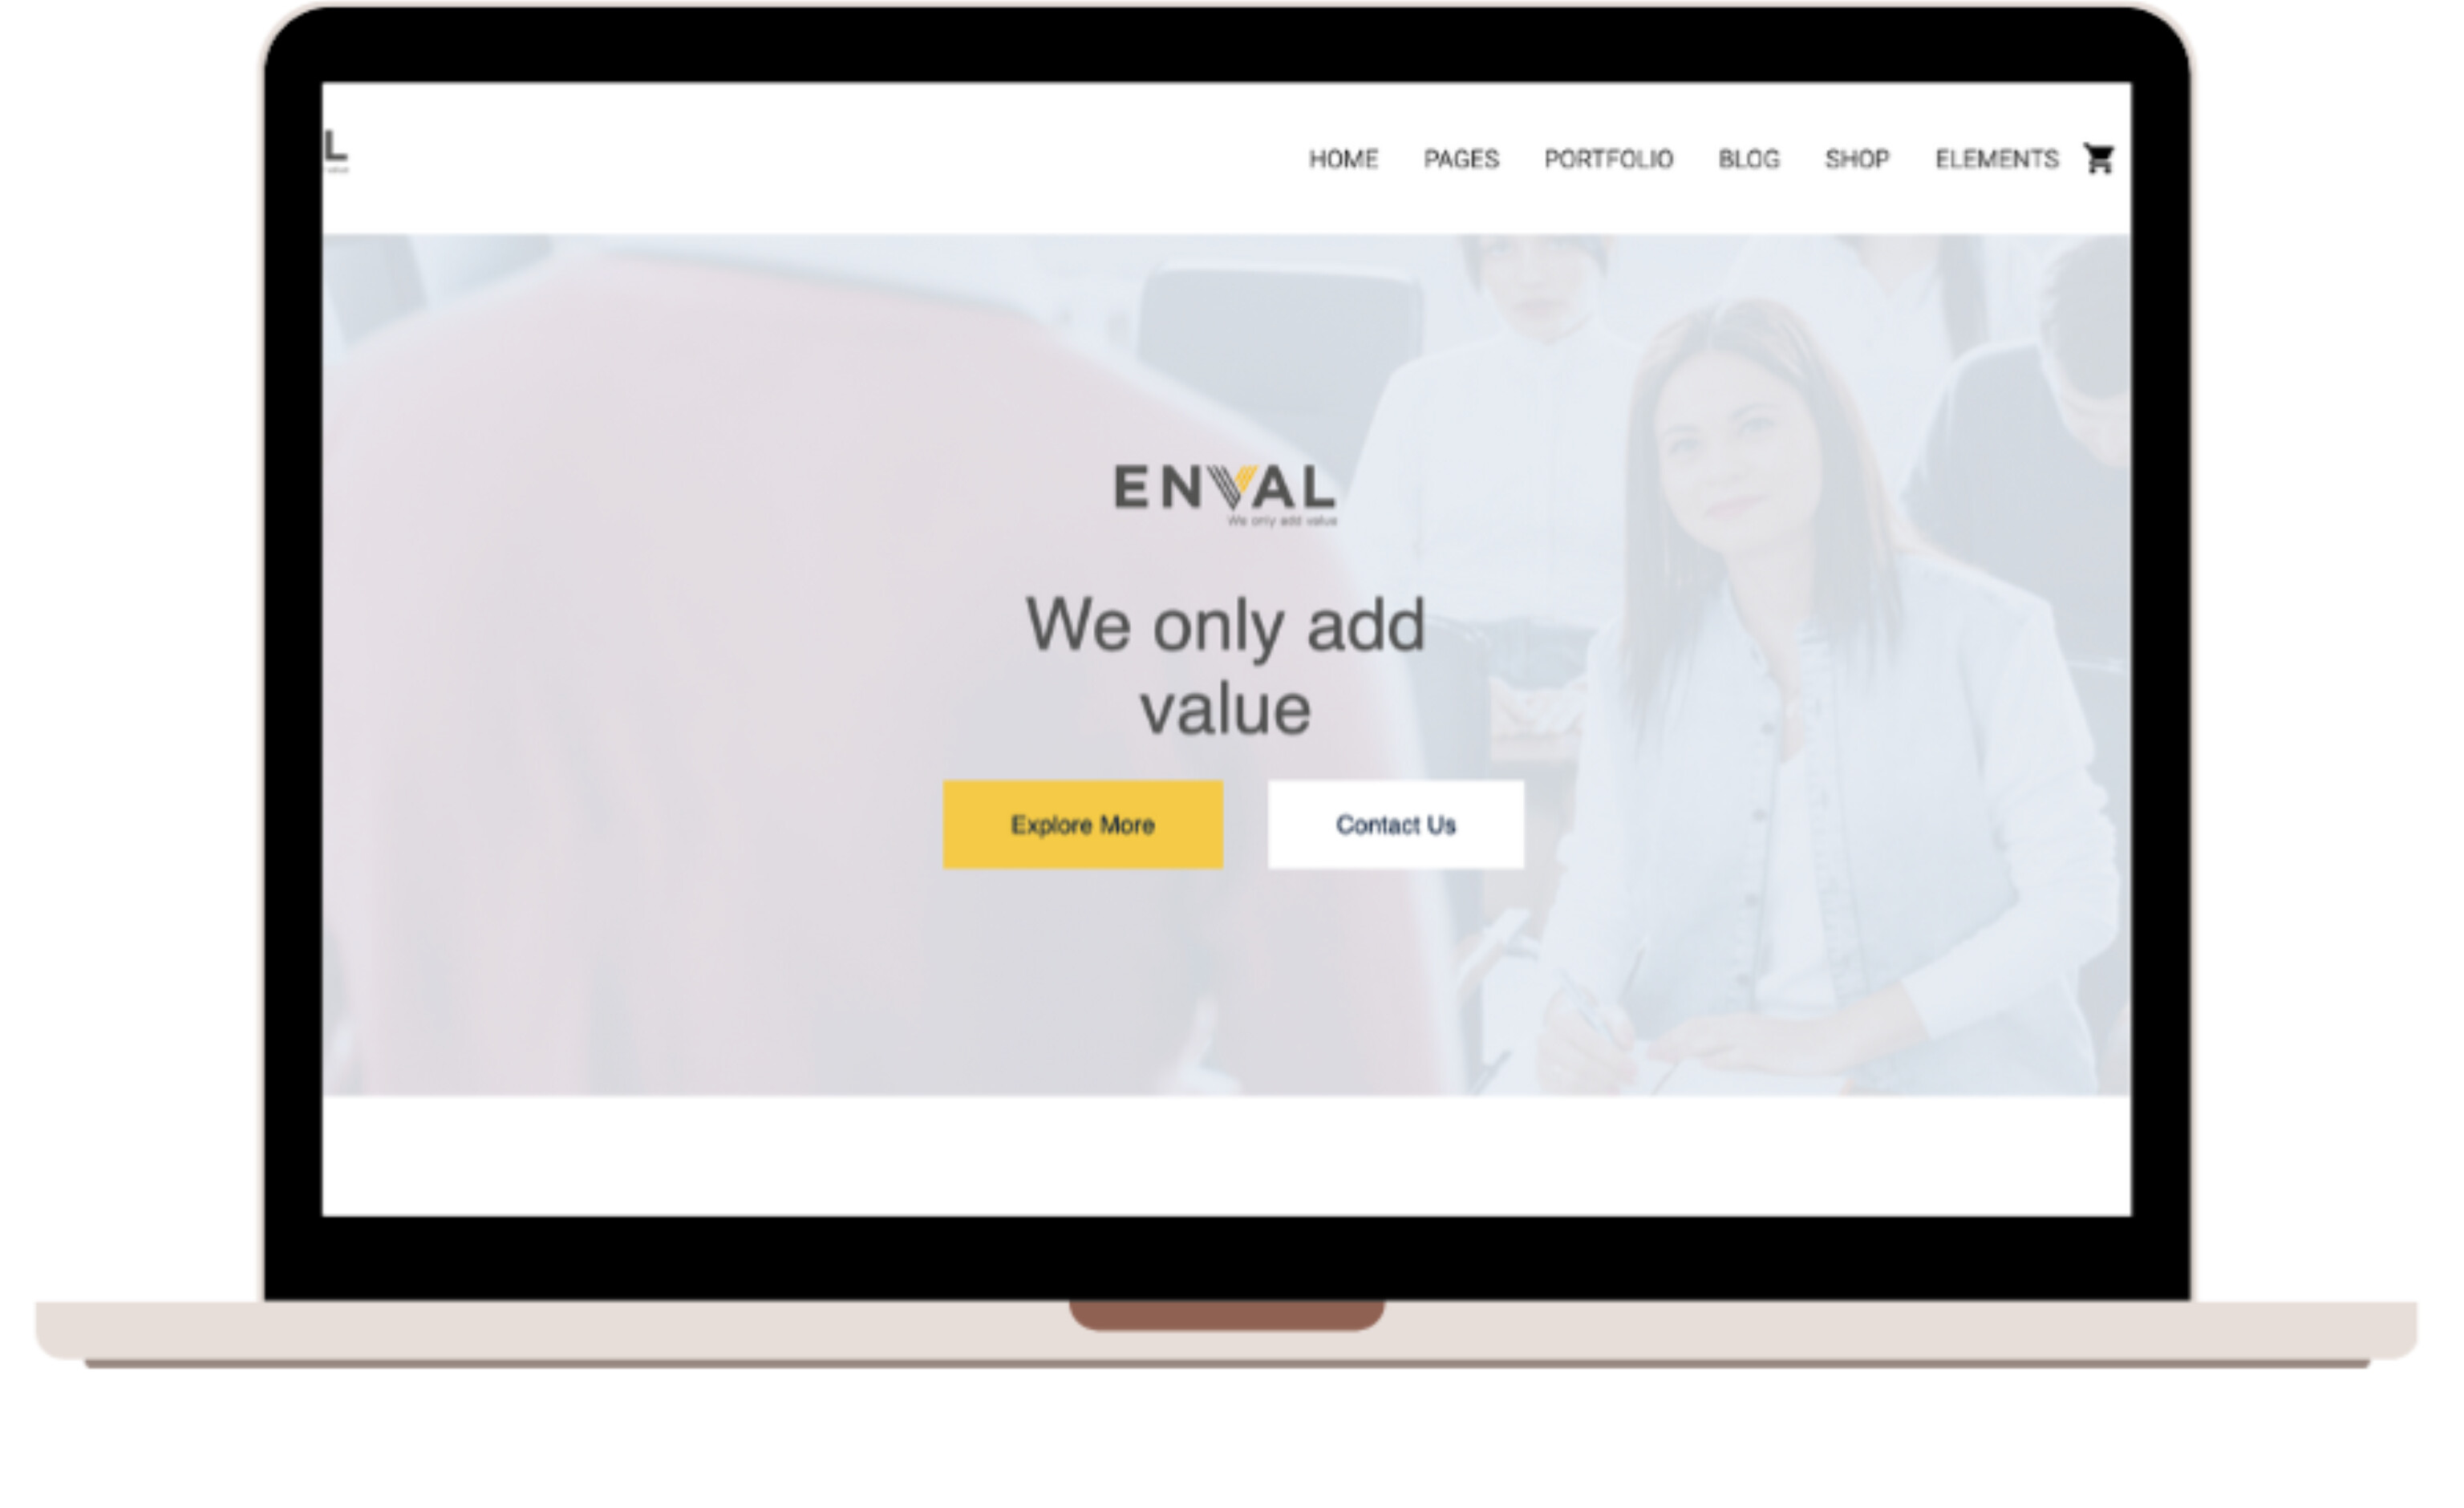 L
value
HOME PAGES PORTFOLIO BLOG SHOP ELEMENTS
ENVAL
We only add value
We only add
value
Explore More Contact Us